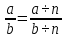 a/b = a÷n/b÷n